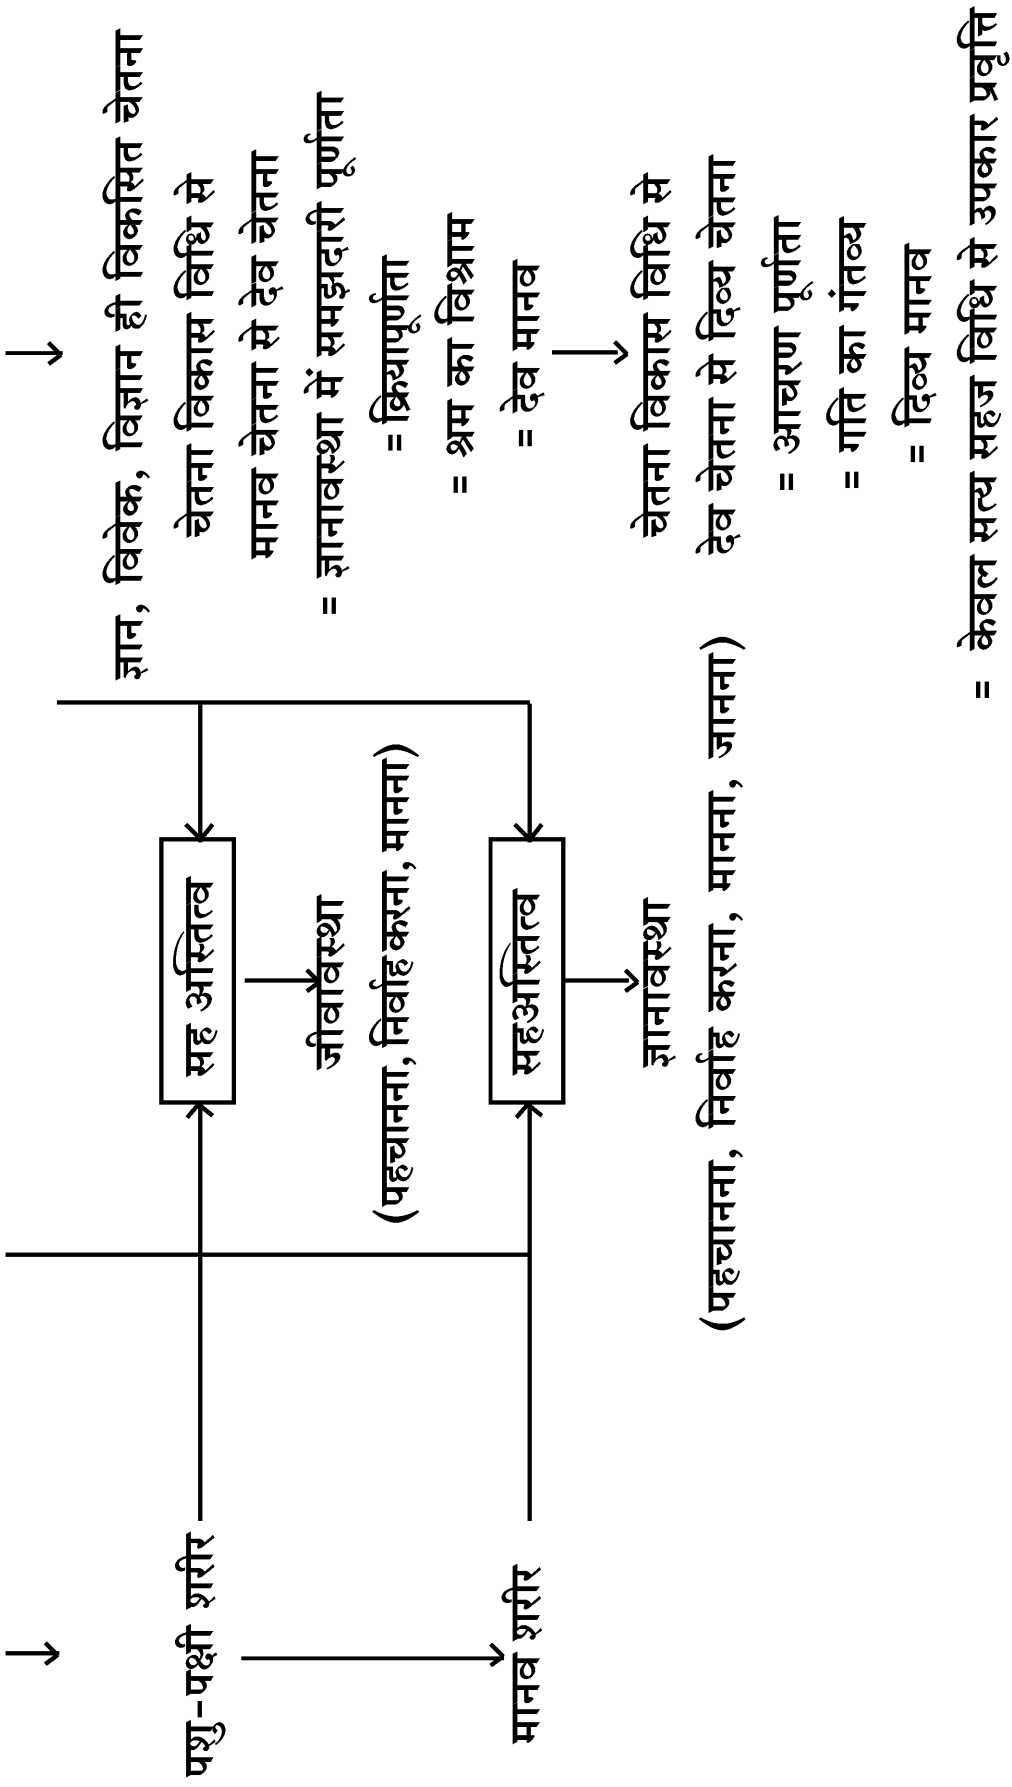 ज्ञान, विवेक, विज्ञान ही विकसित चेतना
चेतना विकास विधि से
मानव चेतना से देव चेतना
= ज्ञानावस्था में समझदारी पूर्णता
= क्रियापूर्णता
= श्रम का विश्राम
= देव मानव
चेतना विकास विधि से
देव चेतना से दिव्य चेतना
= आचरण पूर्णता
= गति का गंतव्य
= दिव्य मानव
= केवल सत्य सहज विधि से उपकार प्रवृत्ति
सह अस्तित्व
जीवावस्था
(पहचानना, निर्वाह करना, मानना)
सहअस्तित्व
ज्ञानावस्था
(पहचानना, निर्वाह करना, मानना, जानना)
पशु-पक्षी शरीर
मानव शरीर